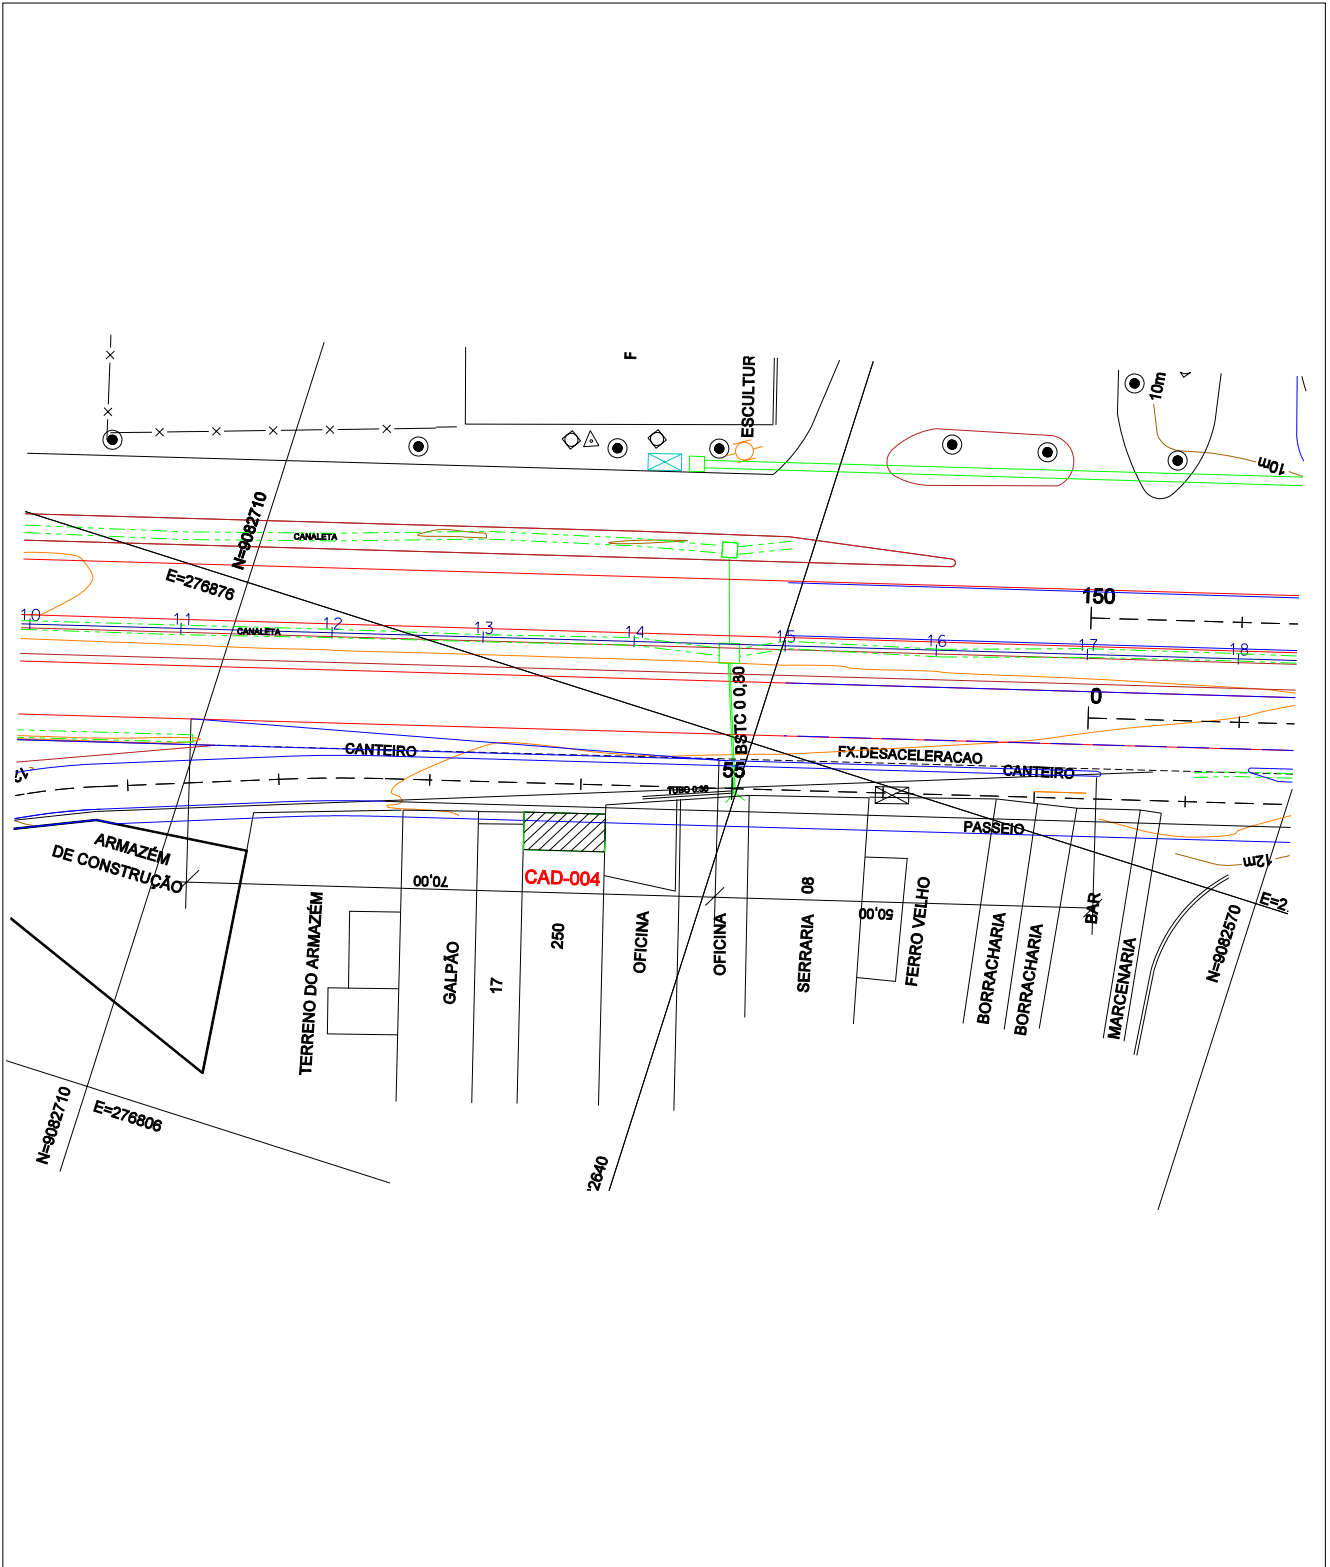 F
ESCULTUR
10m
10m
N=9082710
CANALETA
E=276876
150
10
11
CANALETA
12
13
14
15
16
17
18
BSTC 0 0,80
0
CANTEIRO
FX.DESACELERACAO
55
CANTEIRO
TUBO 0.30
PASSEIO
ARMAZÉM
DE CONSTRUÇÃO
12m
70,00
CAD-004
80
50,00
BAR
E=2
TERRENO DO ARMAZÉM
GALPÃO
17
250
OFICINA
OFICINA
SERRARIA
FERRO VELHO
BORRACHARIA
BORRACHARIA
MARCENARIA
N=9082570
N=9082710
E=276806
'2640